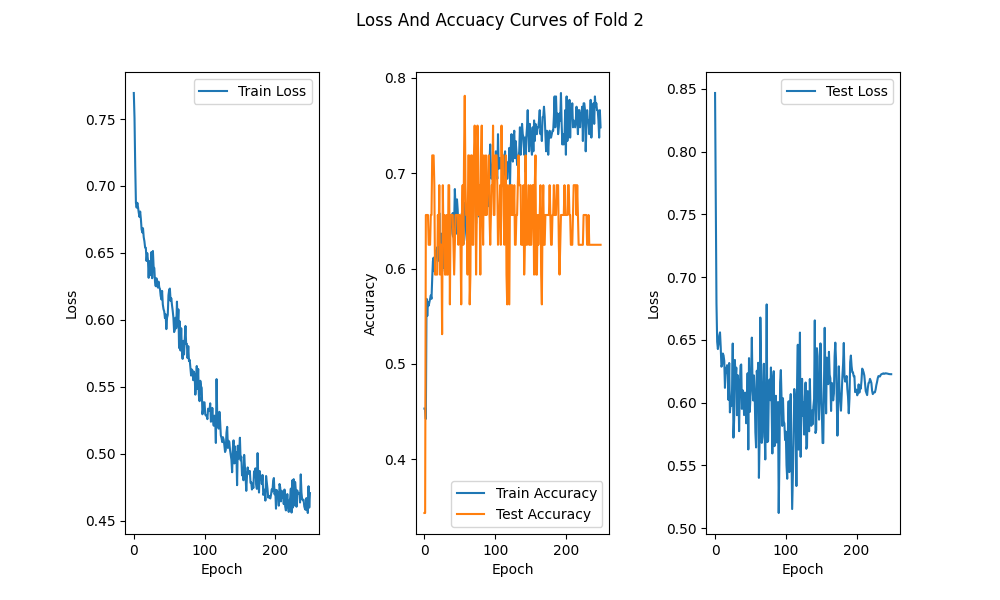 Loss And Accuacy Curves of Fold 2
Loss
0.75
0.70
0.65
0.60
0.55
0.50
0.45
Train Loss
0
100
200
Epoch
Accuracy
0.8
0.7
0.6
0.5
0.4
Train Accuracy
Test Accuracy
0
100
200
Epoch
Loss
0.85
0.80
0.75
0.70
0.65
0.60
0.55
0.50
Test Loss
0
100
200
Epoch